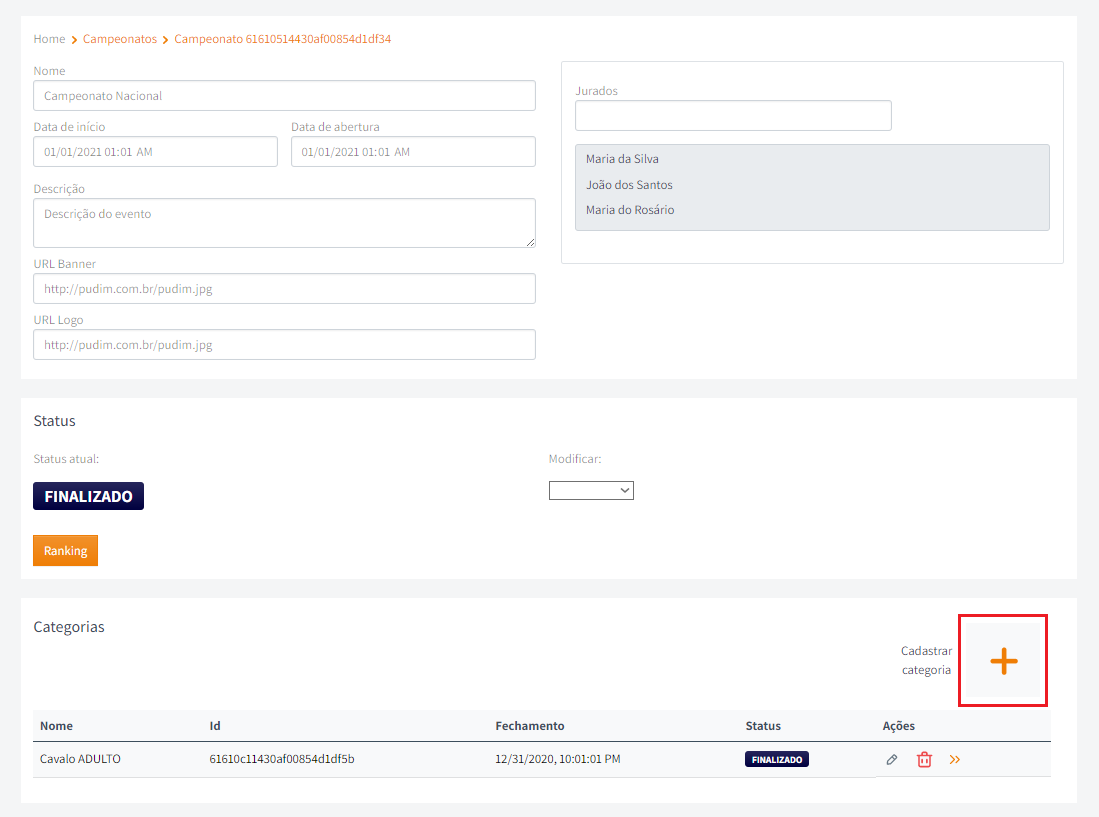 Home > Campeonatos > Campeonato 61610514430af00854d1df34
Nome
Campeonato Nacional
Data de início
Data de abertura
01/01/2021 01:01 AM
01/01/2021 01:01 AM
Descrição
Descrição do evento
URL Banner
http://pudim.com.br/pudim.jpg
URL Logo
http://pudim.com.br/pudim.jpg
Jurados
Maria da Silva
João dos Santos
Maria do Rosário
Status
Status atual:
Modificar:
FINALIZADO
Ranking
Categorias
Cadastrar
categoria
Nome Id Fechamento Status Ações
Cavalo ADULTO 61610c11430af00854d1df5b 12/31/2020, 10:01:01 PM FINALIZADO